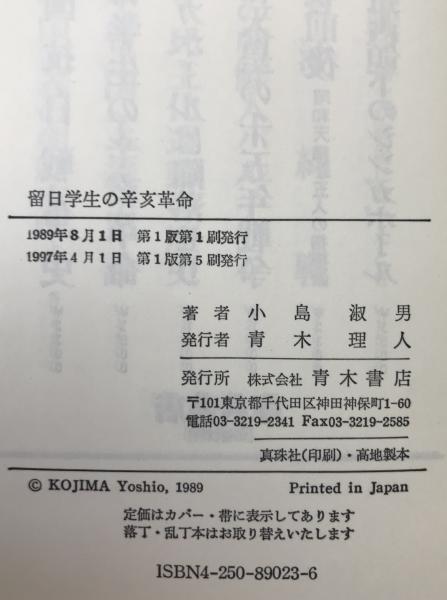 留日学生の辛亥革命
1989年8月1日 第1版第1刷発行
1997年4月1日 第1版第5刷発行
著者 小島淑男
発行者 青木理人
発行所 株式会社 青木書店
〒101東京都千代田区神田神保町1-60
電話03-3219-2341 Fax03-3219-2585
真珠社(印刷)・高地製本
© KOJIMA Yoshio, 1989 Printed in Japan
定価はカバー・帯に表示してあります
落丁・乱丁本はお取り替えいたします
ISBN4-250-89023-6